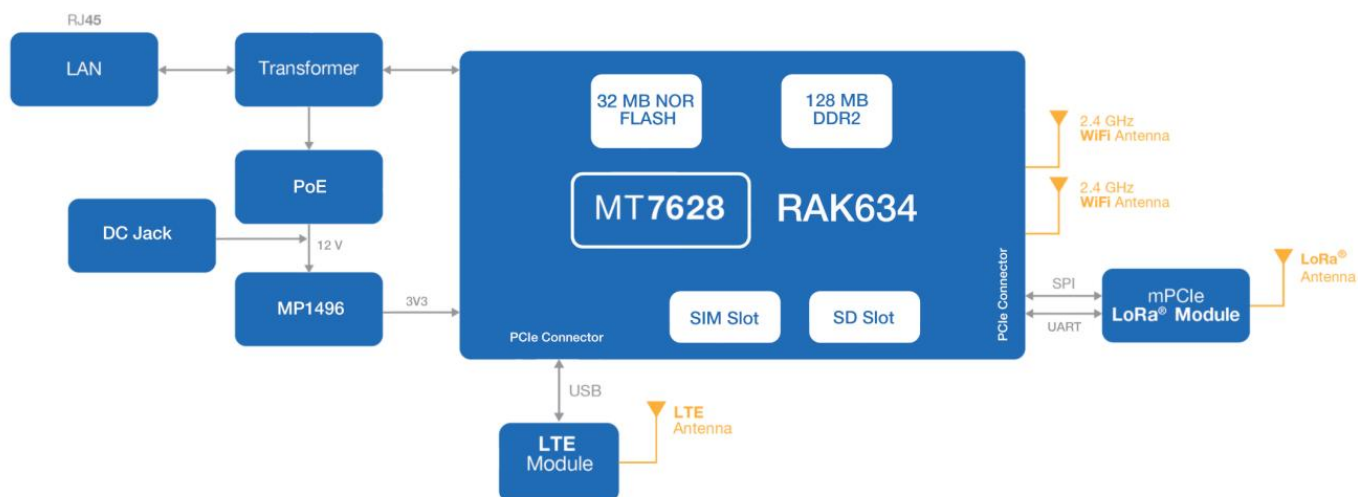 RJ45
LAN
Transformer
PoE
DC Jack
12 V
MP1496
3V3
32 MB NOR
FLASH
128 MB
DDR2
MT7628
RAK634
SIM Slot
SD Slot
PCIe Connector
PCIe Connector
2.4 GHz
WiFi Antenna
2.4 GHz
WiFi Antenna
SPI
UART
mPCIe
LoRa® Module
LoRa®
Antenna
USB
LTE
Module
LTE
Antenna